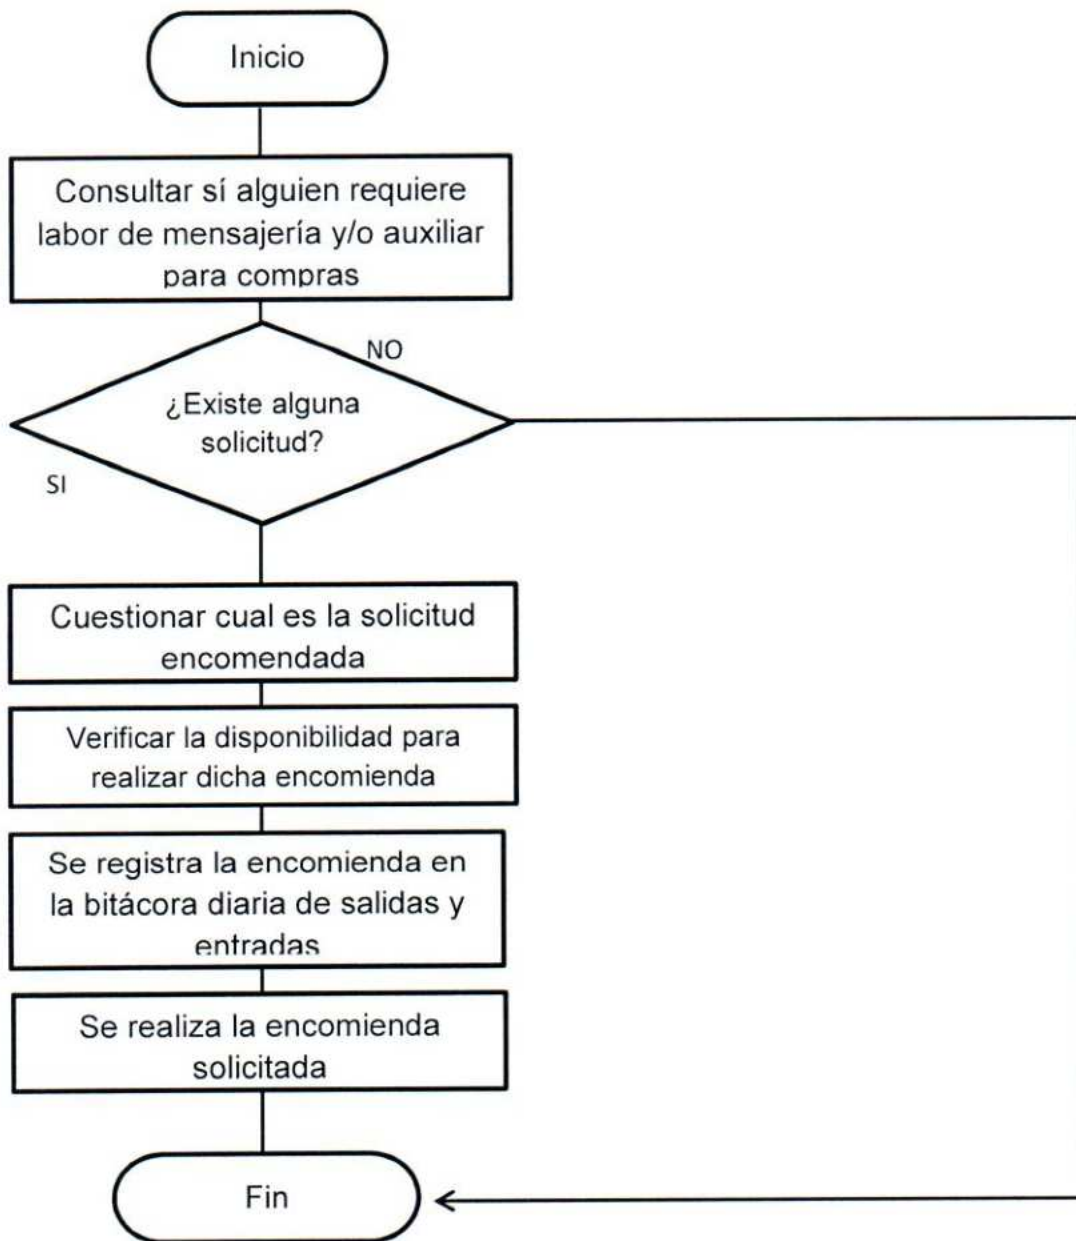 Inicio
Consultar sí alguien requiere
labor de mensajería y/o auxiliar
para compras
NO
¿Existe alguna
solicitud?
SI
Cuestionar cual es la solicitud
encomendada
Verificar la disponibilidad para
realizar dicha encomienda
Se registra la encomienda en
la bitácora diaria de salidas y
entradas
Se realiza la encomienda
solicitada
Fin